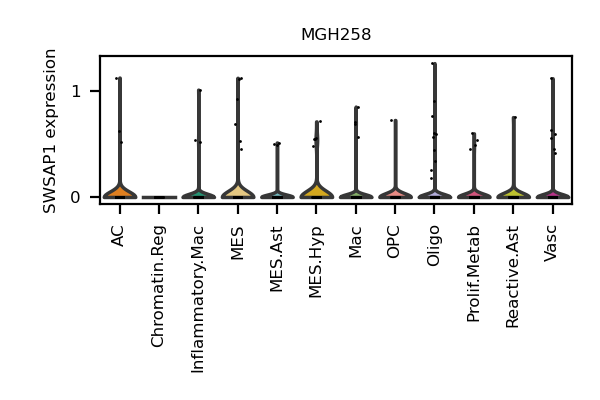 MGH258
SWSAP1 expression
1
0
AC
Chromatin.Reg
Inflammatory.Mac
MES
MES.Ast
MES.Hyp
Mac
OPC
Oligo
Prolif.Metab
Reactive.Ast
Vasc